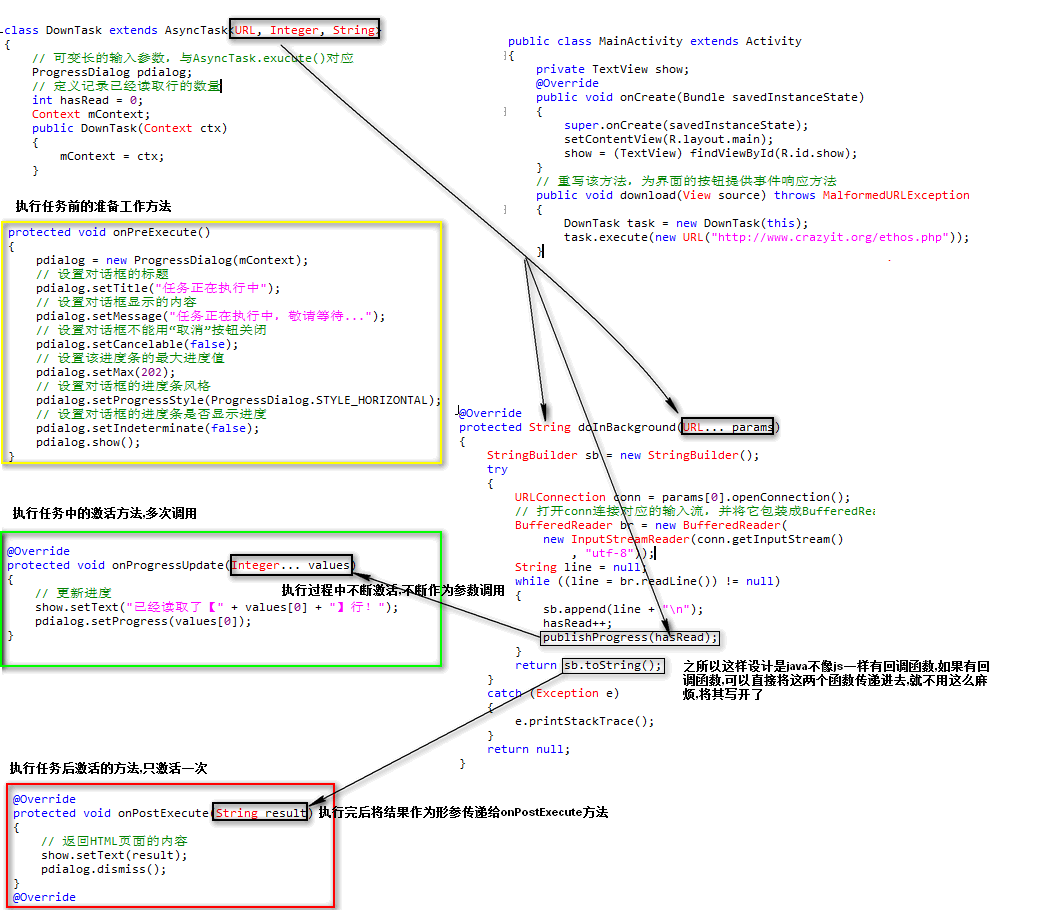 class DownTask extends AsyncTask<URL, Integer, String>
{
// 可变长的输入参数，与AsyncTask.exucute()对应
ProgressDialog pdialog;
// 定义记录已经读取行的数量
int hasRead = 0;
Context mContext;
public DownTask(Context ctx)
{
mContext = ctx;
}
执行任务前的准备工作方法
protected void onPreExecute()
{
pdialog = new ProgressDialog(mContext);
// 设置对话框的标题
pdialog.setTitle("任务正在执行中");
// 设置对话框显示的内容
pdialog.setMessage("任务正在执行中，敬请等待...");
// 设置对话框不能用“取消”按钮关闭
pdialog.setCancelable(false);
// 设置该进度条的最大进度值
pdialog.setMax(202);
// 设置对话框的进度条风格
pdialog.setProgressStyle(ProgressDialog.STYLE_HORIZONTAL);
// 设置对话框的进度条是否显示进度
pdialog.setIndeterminate(false);
pdialog.show();
}
执行任务中的激活方法,多次调用
@Override
protected void onProgressUpdate(Integer... values)
{
// 更新进度
show.setText("已经读取了【" + values[0] + "】行！");
pdialog.setProgress(values[0]);
}
执行过程中不断激活,不断作为参数调用
执行任务后激活的方法,只激活一次
@Override
protected void onPostExecute(String result)
{
// 返回HTML页面的内容
show.setText(result);
pdialog.dismiss();
}
@Override
执行完后将结果作为形参传递给onPostExecute方法
public class MainActivity extends Activity
{
private TextView show;
@Override
public void onCreate(Bundle savedInstanceState)
{
super.onCreate(savedInstanceState);
setContentView(R.layout.main);
show = (TextView) findViewById(R.id.show);
}
// 重写该方法，为界面的按钮提供事件响应方法
public void download(View source) throws MalformedURLException
{
DownTask task = new DownTask(this);
task.execute(new URL("http://www.crazyit.org/ethos.php"));
}
@Override
protected String doInBackground(URL... params)
{
StringBuilder sb = new StringBuilder();
try
{
URLConnection conn = params[0].openConnection();
// 打开conn连接对应的输入流，并将它包装成BufferedRea
BufferedReader br = new BufferedReader(
new InputStreamReader(conn.getInputStream()
, "utf-8"));
String line = null;
while ((line = br.readLine()) != null)
{
sb.append(line + "\n");
hasRead++;
publishProgress(hasRead);
}
return sb.toString();
}
catch (Exception e)
{
e.printStackTrace();
}
return null;
}
之所以这样设计是java不像js一样有回调函数,如果有回
调函数,可以直接将这两个函数传递进去,就不用这么麻
烦,将其写开了